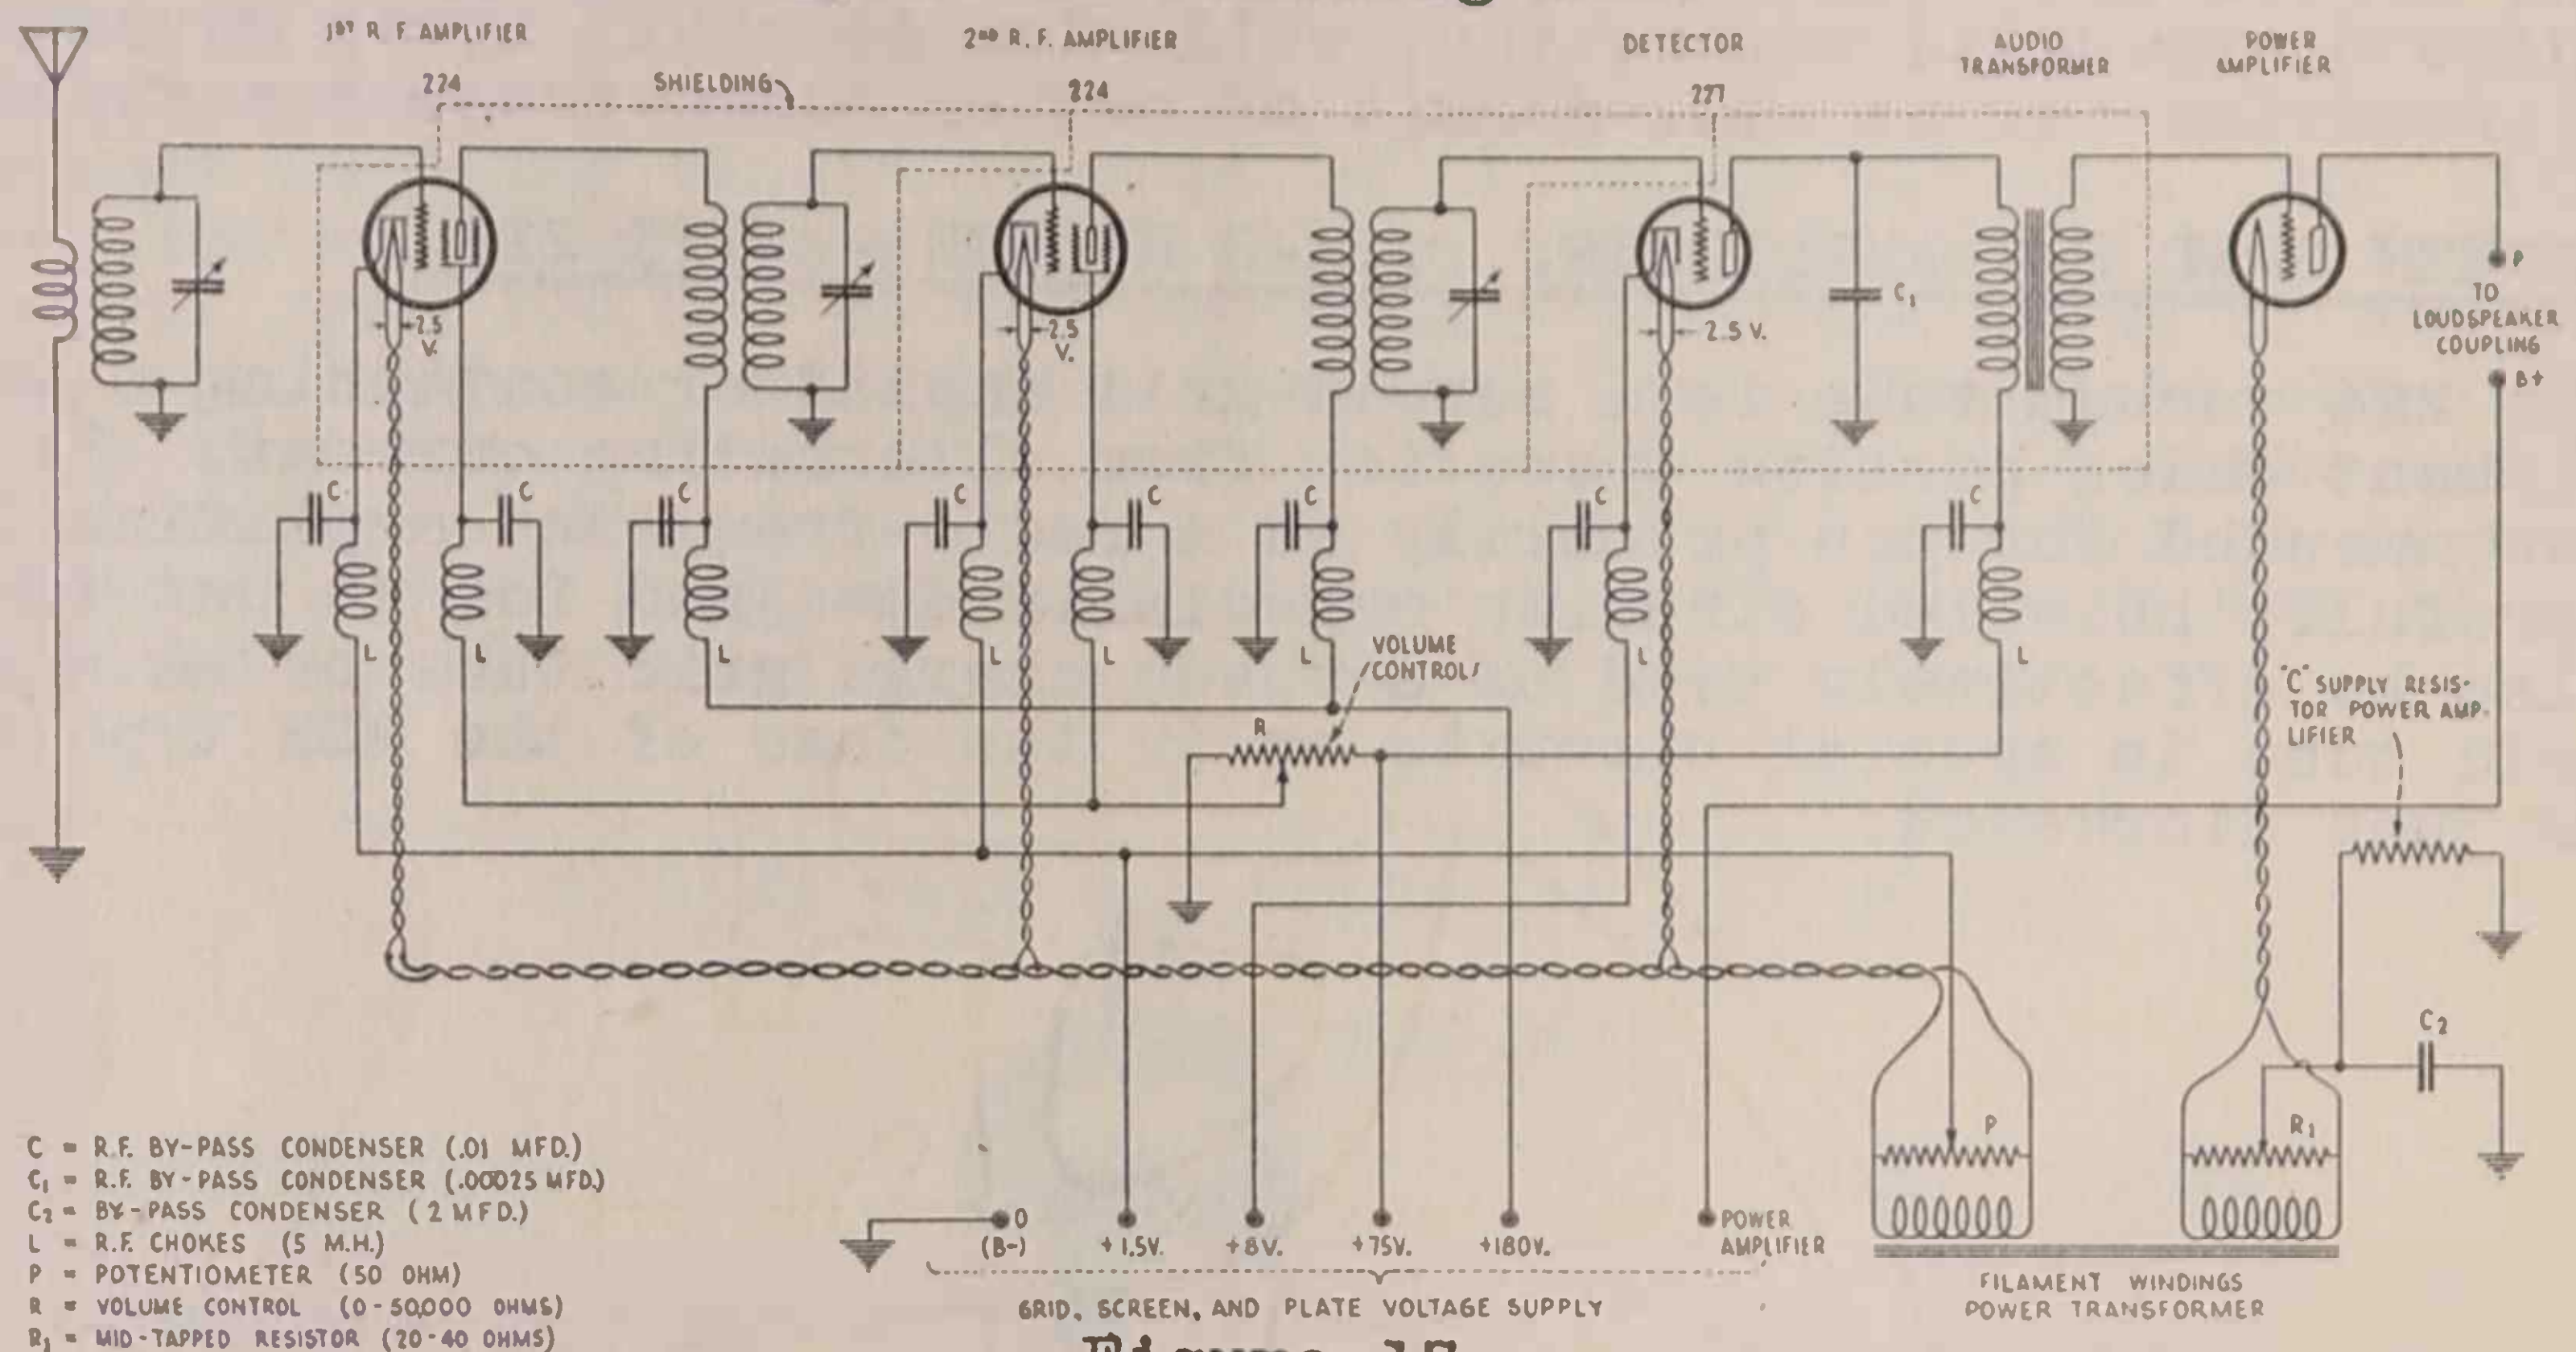 1ST R F AMPLIFIER
224
SHIELDING
2ND R. F. AMPLIFIER
224
DETECTOR
227
AUDIO
TRANSFORMER
POWER
AMPLIFIER
2.5
V.
2.5
V.
2.5 V.
C1
P
TO
LOUDSPEAKER
COUPLING
B+
C
C
C
C
C
C
C
C
L
L
L
L
L
L
L
L
VOLUME
CONTROL
R
"C" SUPPLY RESIS-
TOR POWER AMP-
LIFIER
C2
P
R1
C = R.F. BY-PASS CONDENSER (.01 MFD.)
C1 = R.F. BY-PASS CONDENSER (.00025 MFD.)
C2 = BY-PASS CONDENSER (2 MFD.)
L = R.F. CHOKES (5 M.H.)
P = POTENTIOMETER (50 OHM)
R = VOLUME CONTROL (0-50,000 OHMS)
R1 = MID-TAPPED RESISTOR (20-40 OHMS)
0
(B-)
+1.5V.
+8V.
+75V.
+180V.
POWER
AMPLIFIER
GRID, SCREEN, AND PLATE VOLTAGE SUPPLY
FILAMENT WINDINGS
POWER TRANSFORMER